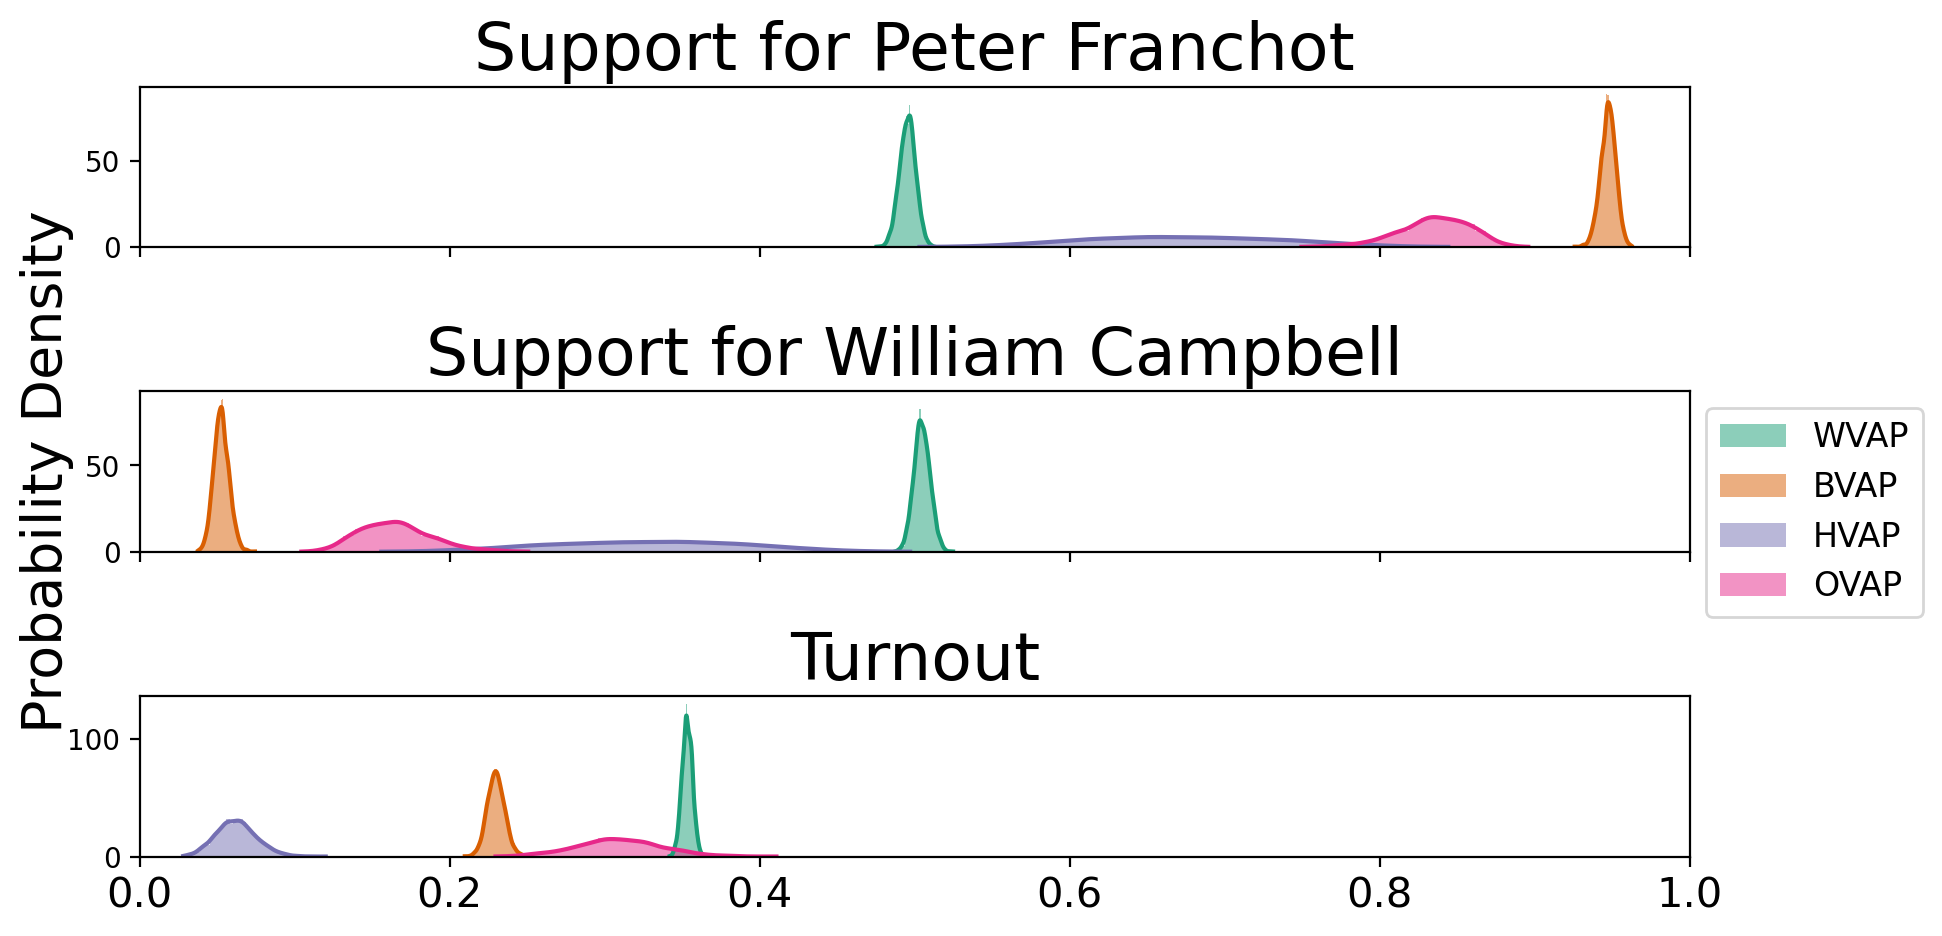 Support for Peter Franchot
50
0
Support for William Campbell
50
0
Probability Density
WVAP
BVAP
HVAP
OVAP
Turnout
100
0
0.0 0.2 0.4 0.6 0.8 1.0